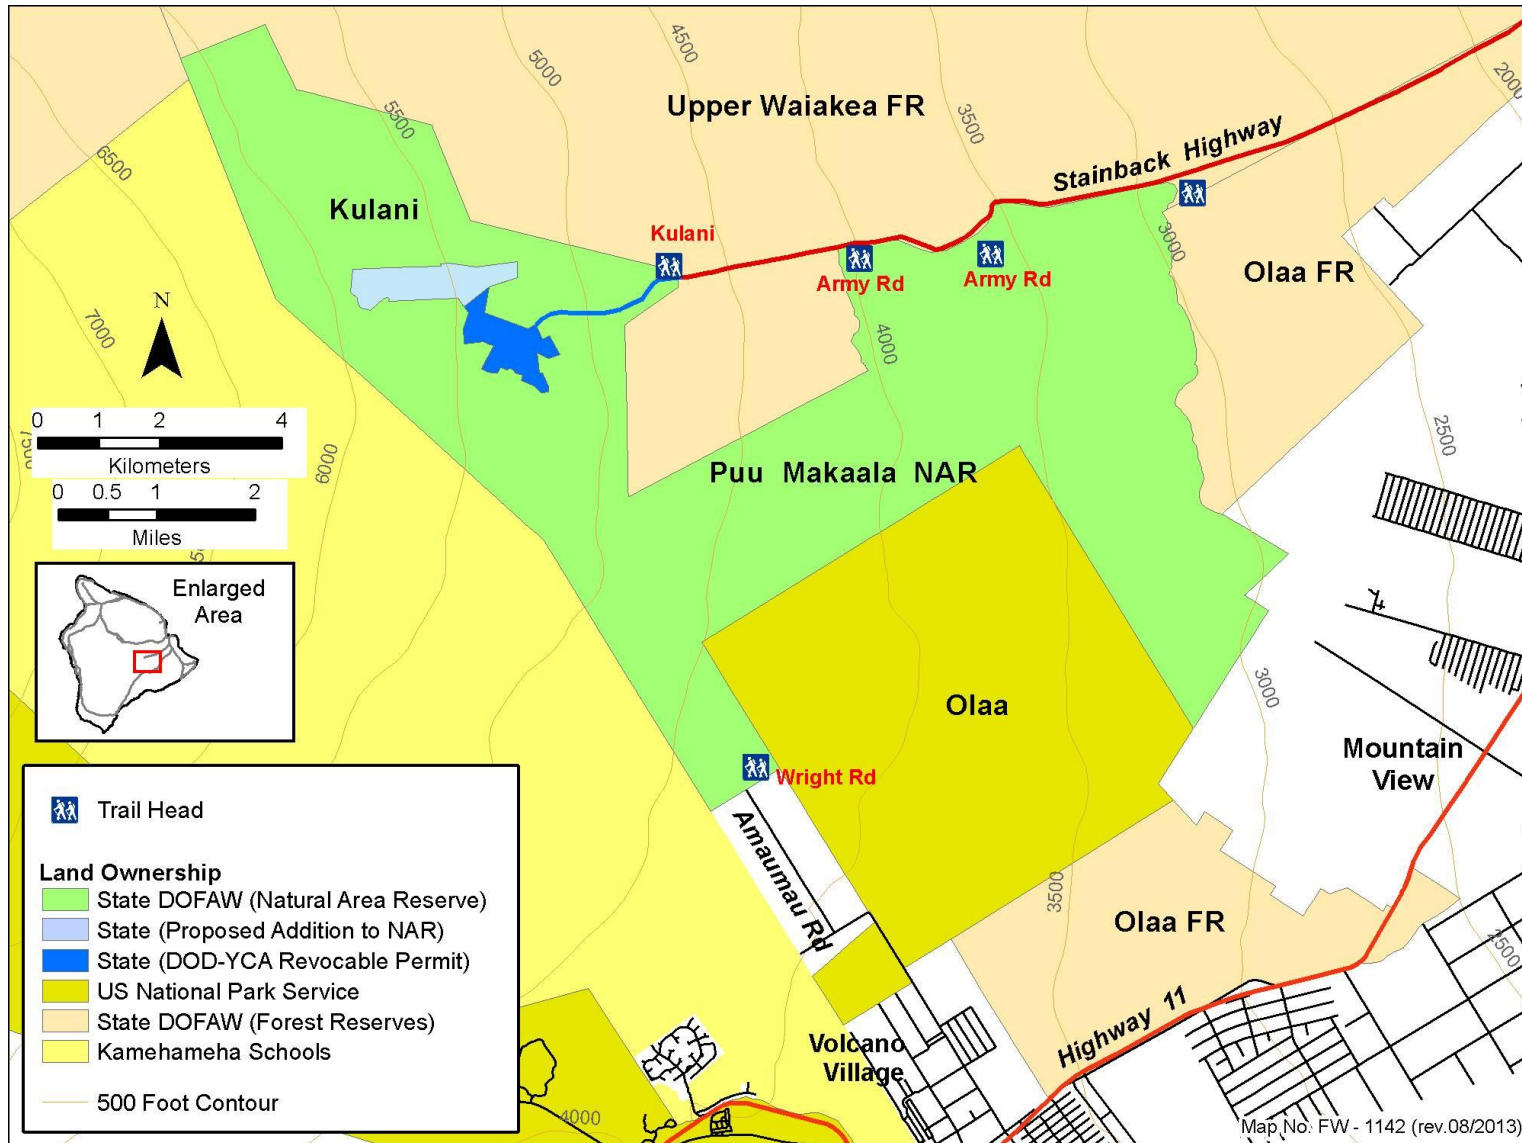 4500
5000
2000
Upper Waiakea FR
3500
5500
Stainback Highway
6500
Kulani
Kulani
3000
Army Rd
Army Rd
Olaa FR
N
7000
4000
0 1 2 4
Kilometers
2500
6000
Puu Makaala NAR
0 0.5 1 2
Miles
Enlarged
Area
3000
Olaa
Mountain
View
Wright Rd
Trail Head
Amaumau Rd
Land Ownership
State DOFAW (Natural Area Reserve)
State (Proposed Addition to NAR)
State (DOD-YCA Revocable Permit)
US National Park Service
State DOFAW (Forest Reserves)
Kamehameha Schools
500 Foot Contour
3500
Olaa FR
2500
Highway 11
Volcano
Village
4000
Map No. FW - 1142 (rev.08/2013)